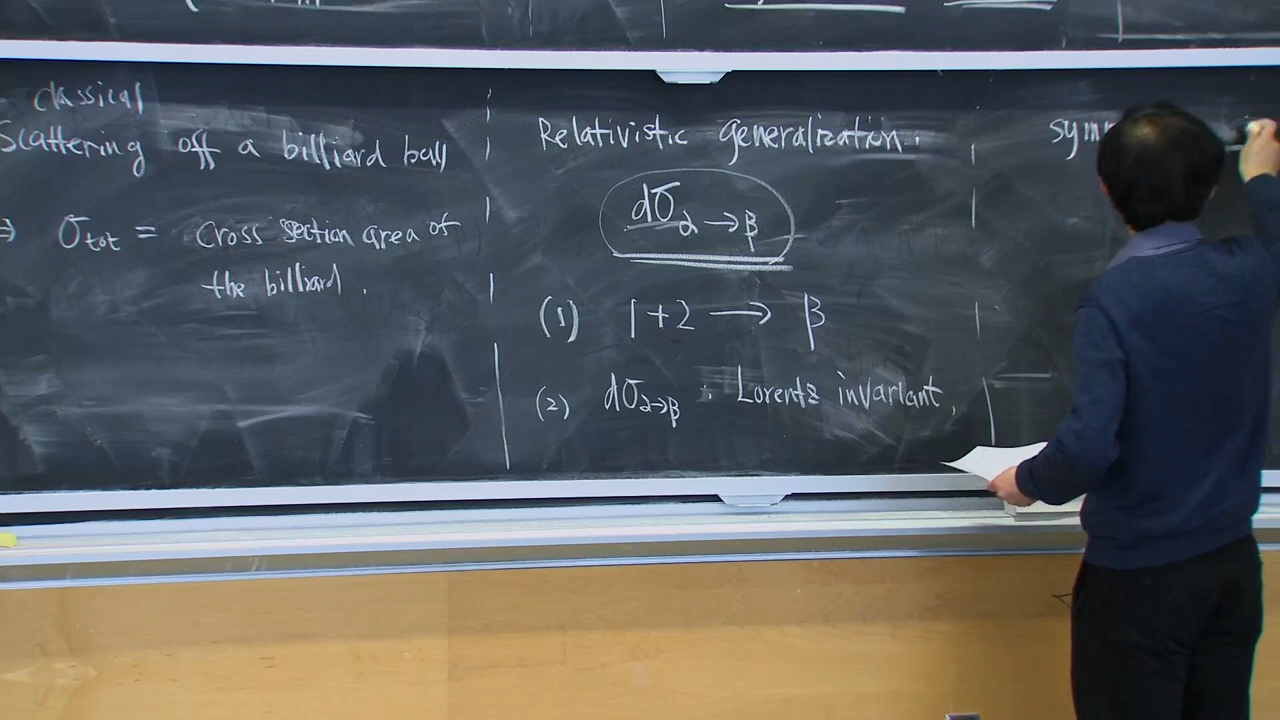 classical
Scattering off a billiard ball
⇒ σ_tot = cross section area of
the billiard.
Relativistic generalization:
dσ_α→β
(1) 1+2 → β
(2) dσ_α→β : Lorentz invariant.